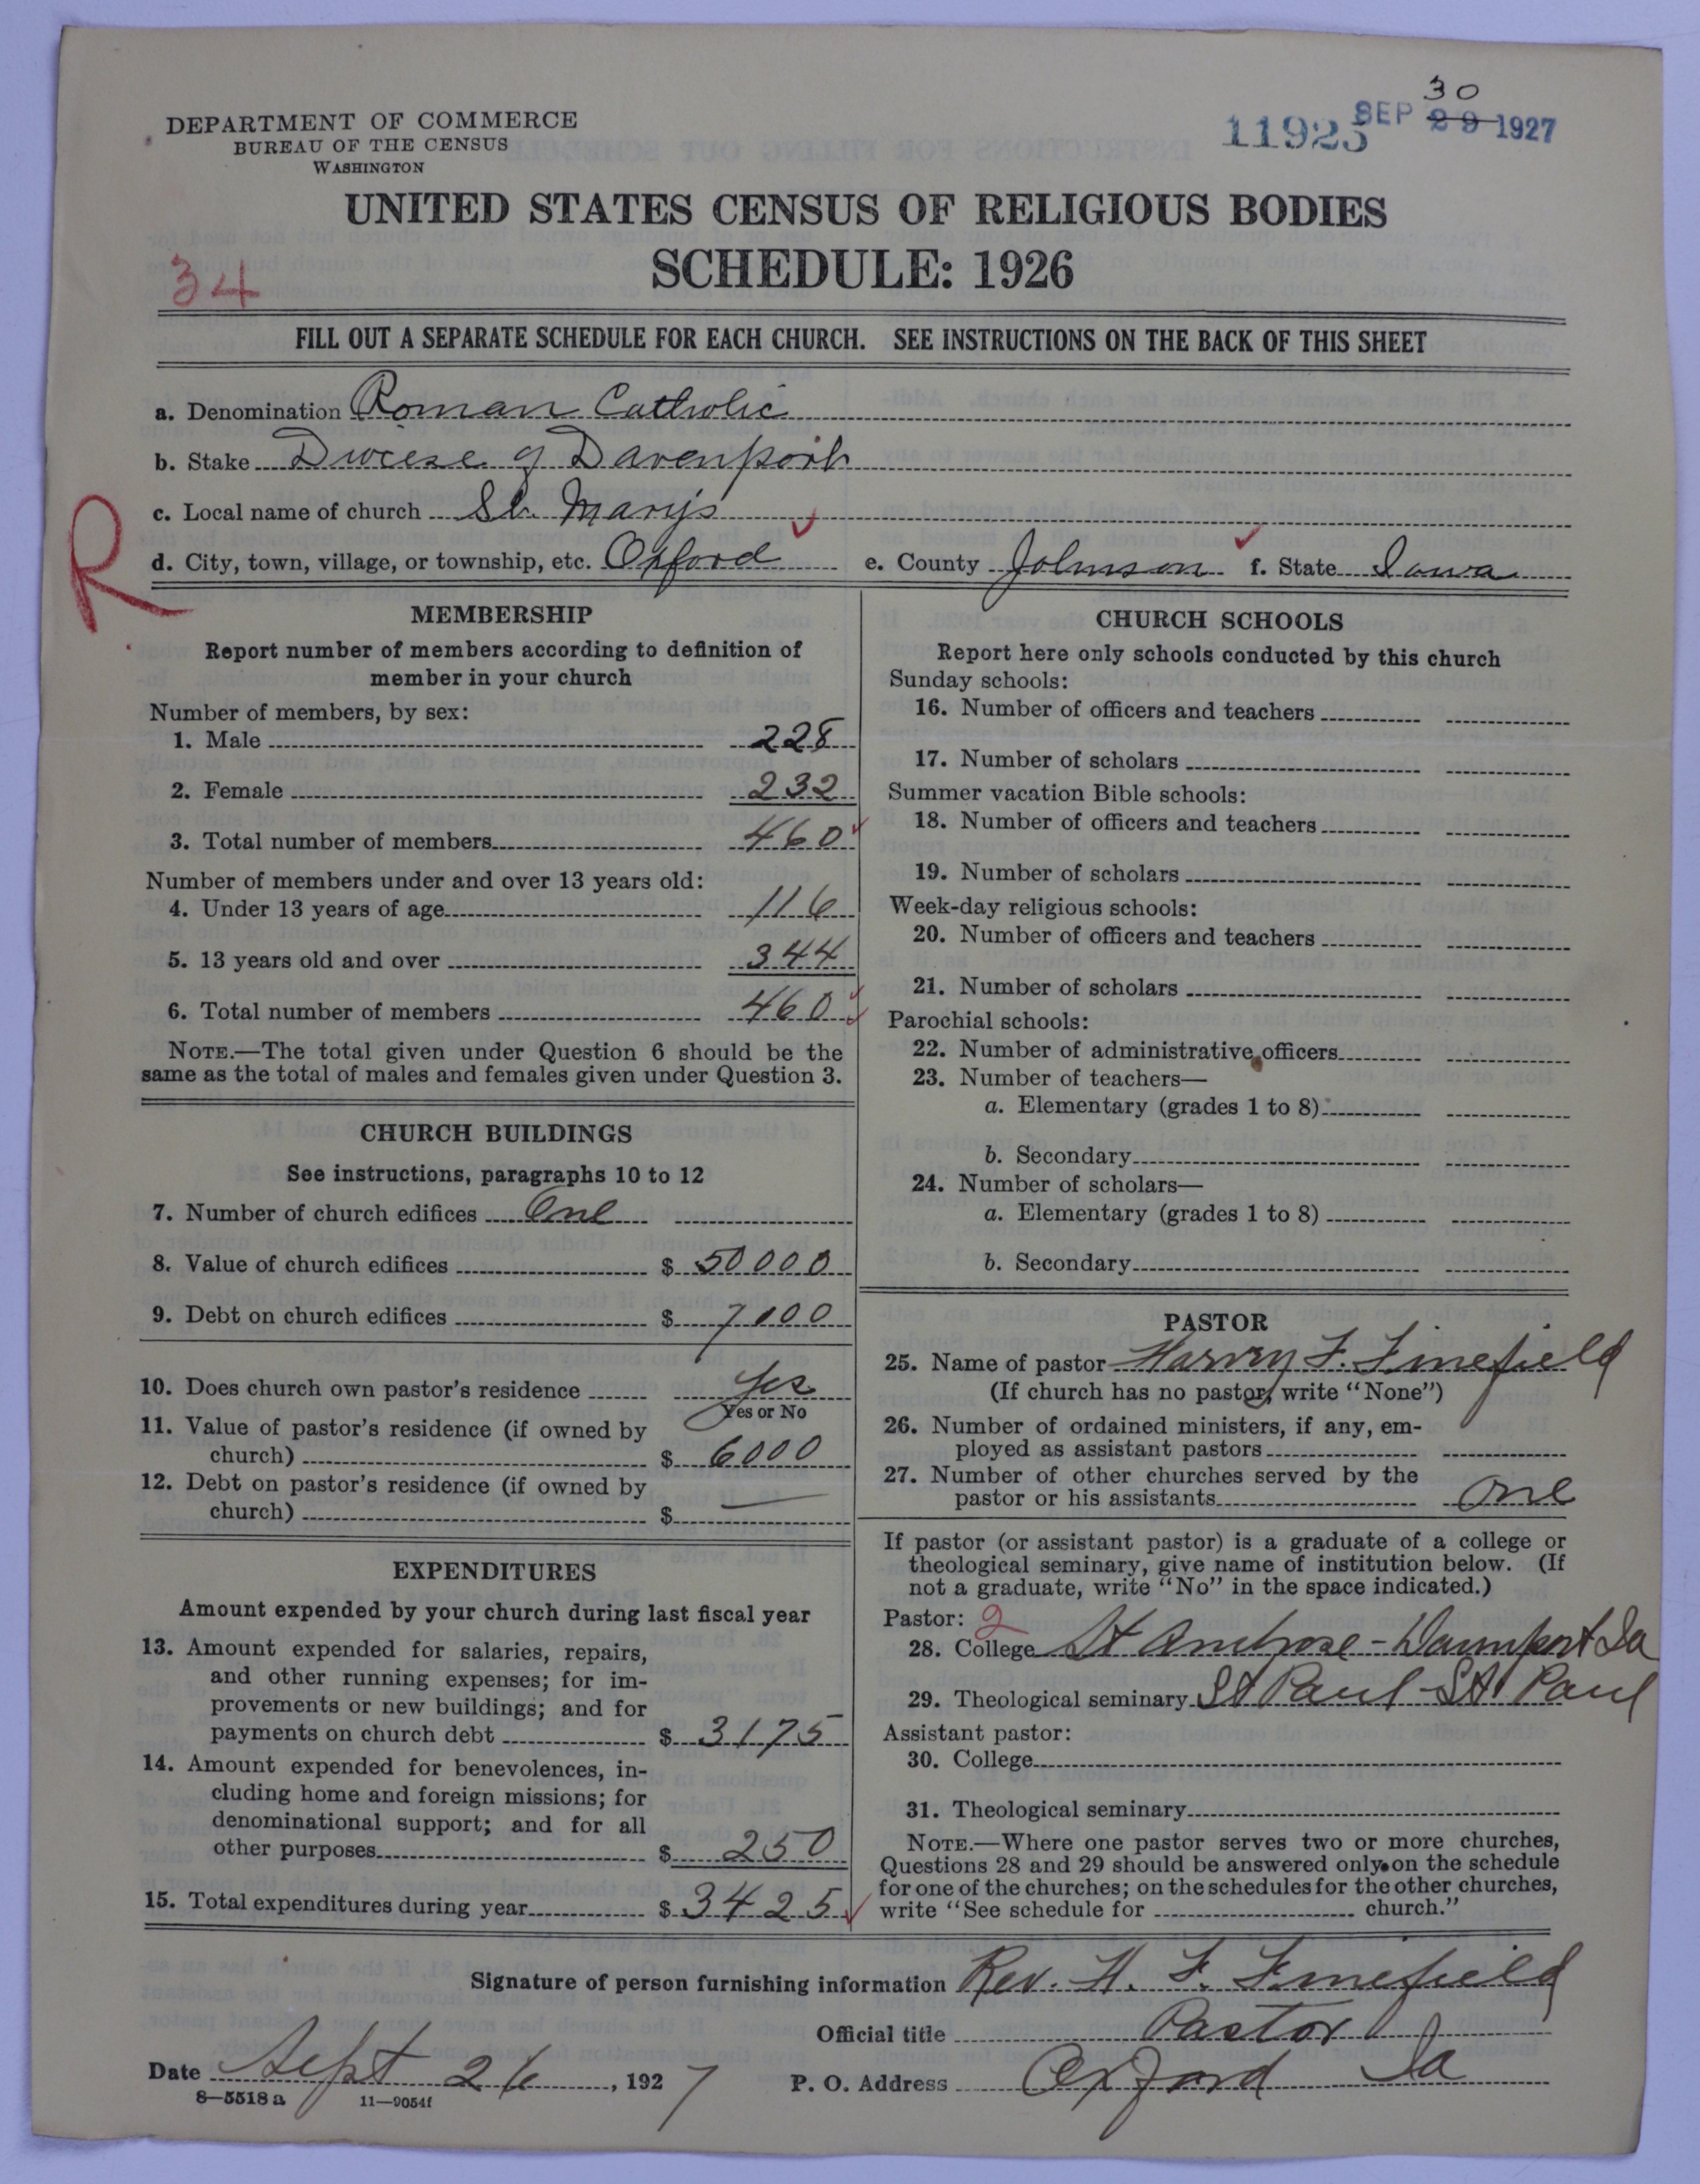 30
11925 SEP 29 1927
DEPARTMENT OF COMMERCE
BUREAU OF THE CENSUS
WASHINGTON
UNITED STATES CENSUS OF RELIGIOUS BODIES
SCHEDULE: 1926
34
FILL OUT A SEPARATE SCHEDULE FOR EACH CHURCH. SEE INSTRUCTIONS ON THE BACK OF THIS SHEET
a. Denomination Roman Catholic
b. Stake Diocese of Davenport
c. Local name of church St. Marys
R
d. City, town, village, or township, etc. Oxford e. County Johnson f. State Iowa
MEMBERSHIP
Report number of members according to definition of
member in your church
Number of members, by sex:
1. Male 228
2. Female 232
3. Total number of members 460
Number of members under and over 13 years old:
4. Under 13 years of age 116
5. 13 years old and over 344
6. Total number of members 460
NOTE.—The total given under Question 6 should be the
same as the total of males and females given under Question 3.
CHURCH BUILDINGS
See instructions, paragraphs 10 to 12
7. Number of church edifices One
8. Value of church edifices $ 50000
9. Debt on church edifices $ 7000
10. Does church own pastor's residence Yes
Yes or No
11. Value of pastor's residence (if owned by
church) $ 6000
12. Debt on pastor's residence (if owned by
church) $ —
EXPENDITURES
Amount expended by your church during last fiscal year
13. Amount expended for salaries, repairs,
and other running expenses; for im-
provements or new buildings; and for
payments on church debt $ 3175
14. Amount expended for benevolences, in-
cluding home and foreign missions; for
denominational support; and for all
other purposes $ 250
15. Total expenditures during year $ 3425
CHURCH SCHOOLS
Report here only schools conducted by this church
Sunday schools:
16. Number of officers and teachers
17. Number of scholars
Summer vacation Bible schools:
18. Number of officers and teachers
19. Number of scholars
Week-day religious schools:
20. Number of officers and teachers
21. Number of scholars
Parochial schools:
22. Number of administrative officers
23. Number of teachers—
a. Elementary (grades 1 to 8)
b. Secondary
24. Number of scholars—
a. Elementary (grades 1 to 8)
b. Secondary
PASTOR
25. Name of pastor Harry F. Finefield
(If church has no pastor, write "None")
26. Number of ordained ministers, if any, em-
ployed as assistant pastors
27. Number of other churches served by the
pastor or his assistants One
If pastor (or assistant pastor) is a graduate of a college or
theological seminary, give name of institution below. (If
not a graduate, write "No" in the space indicated.)
Pastor: 2
28. College St Ambrose - Davenport Ia
29. Theological seminary St Paul - St Paul
Assistant pastor:
30. College
31. Theological seminary
NOTE.—Where one pastor serves two or more churches,
Questions 28 and 29 should be answered only on the schedule
for one of the churches; on the schedules for the other churches,
write "See schedule for church."
Signature of person furnishing information Rev. H. F. Finefield
Official title Pastor
Date Sept 26, 1927 P. O. Address Oxford Ia
8—5518 a 11—9054f